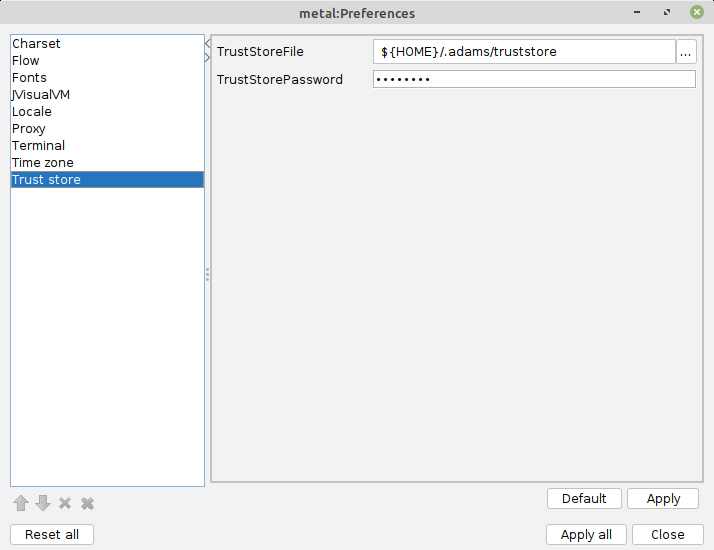 metal:Preferences
Charset
Flow
Fonts
JVisualVM
Locale
Proxy
Terminal
Time zone
Trust store
TrustStoreFile ${HOME}/.adams/truststore ...
TrustStorePassword ••••••••
Default Apply
Reset all Apply all Close